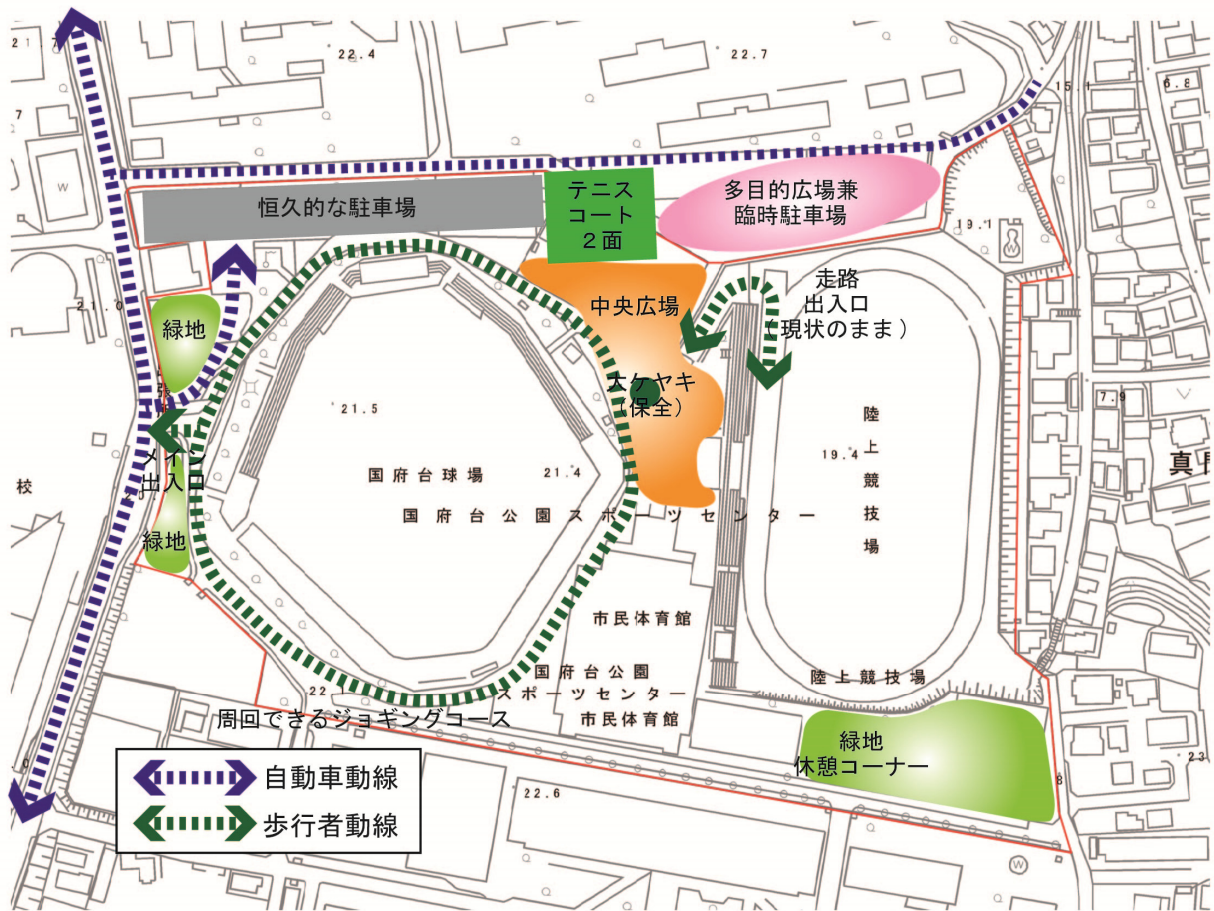 21.7
22.4
22.7
15.1
6.8
7
W
恒久的な駐車場
テニス
コート
2面
多目的広場兼
臨時駐車場
19.1
W
21.0
緑地
中央広場
走路
出入口
(現状のまま)
大ケヤキ
(保全)
21.5
7.9
メイン
出入口
校
国府台球場
21.4
19.4
陸上競技場
真
国府台公園スポーツセンター
緑地
市民体育館
国府台公園
スポーツセンター
市民体育館
陸上競技場
22
周回できるジョギングコース
緑地
休憩コーナー
23
自動車動線
歩行者動線
22.6
W